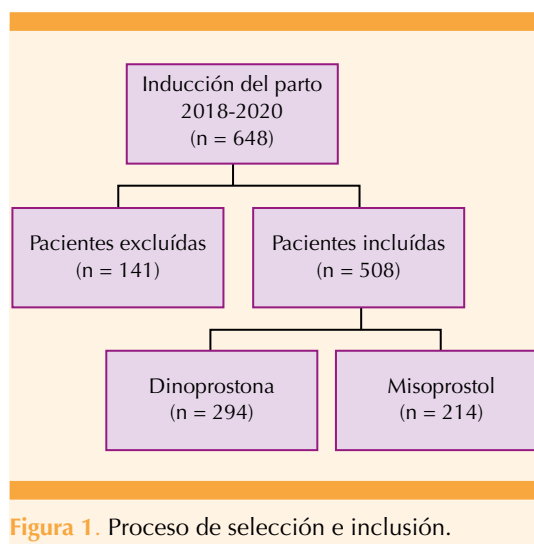 Inducción del parto
2018-2020
(n = 648)
Pacientes excluídas
(n = 141)
Pacientes incluídas
(n = 508)
Dinoprostona
(n = 294)
Misoprostol
(n = 214)
Figura 1. Proceso de selección e inclusión.